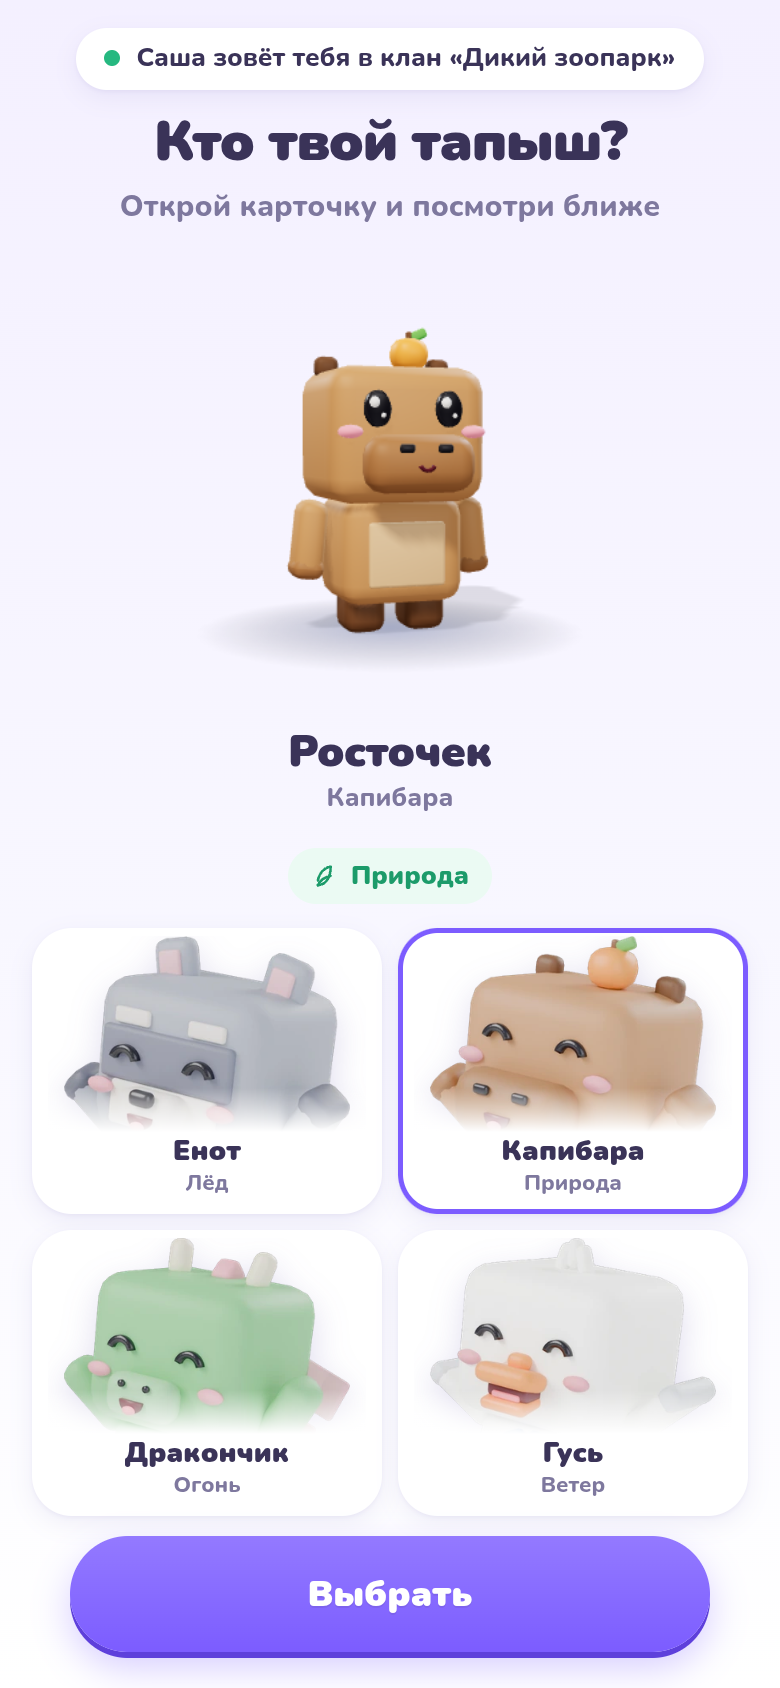 Саша зовёт тебя в клан «Дикий зоопарк»
Кто твой тапыш?
Открой карточку и посмотри ближе
Росточек
Капибара
Природа
Енот
Лёд
Капибара
Природа
Дракончик
Огонь
Гусь
Ветер
Выбрать